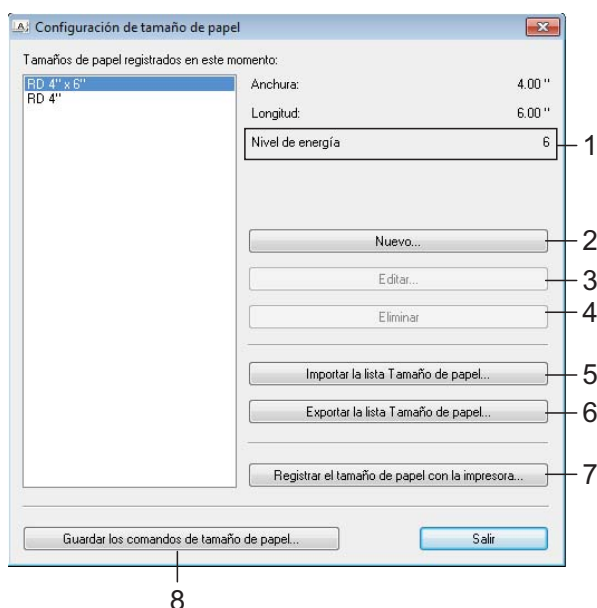 Configuración de tamaño de papel
Tamaños de papel registrados en este momento:
RD 4" x 6"
RD 4"
Anchura: 4.00 "
Longitud: 6.00 "
Nivel de energía 6
1
Nuevo...
2
Editar...
3
Eliminar
4
Importar la lista Tamaño de papel...
5
Exportar la lista Tamaño de papel...
6
Registrar el tamaño de papel con la impresora...
7
Guardar los comandos de tamaño de papel...
Salir
8